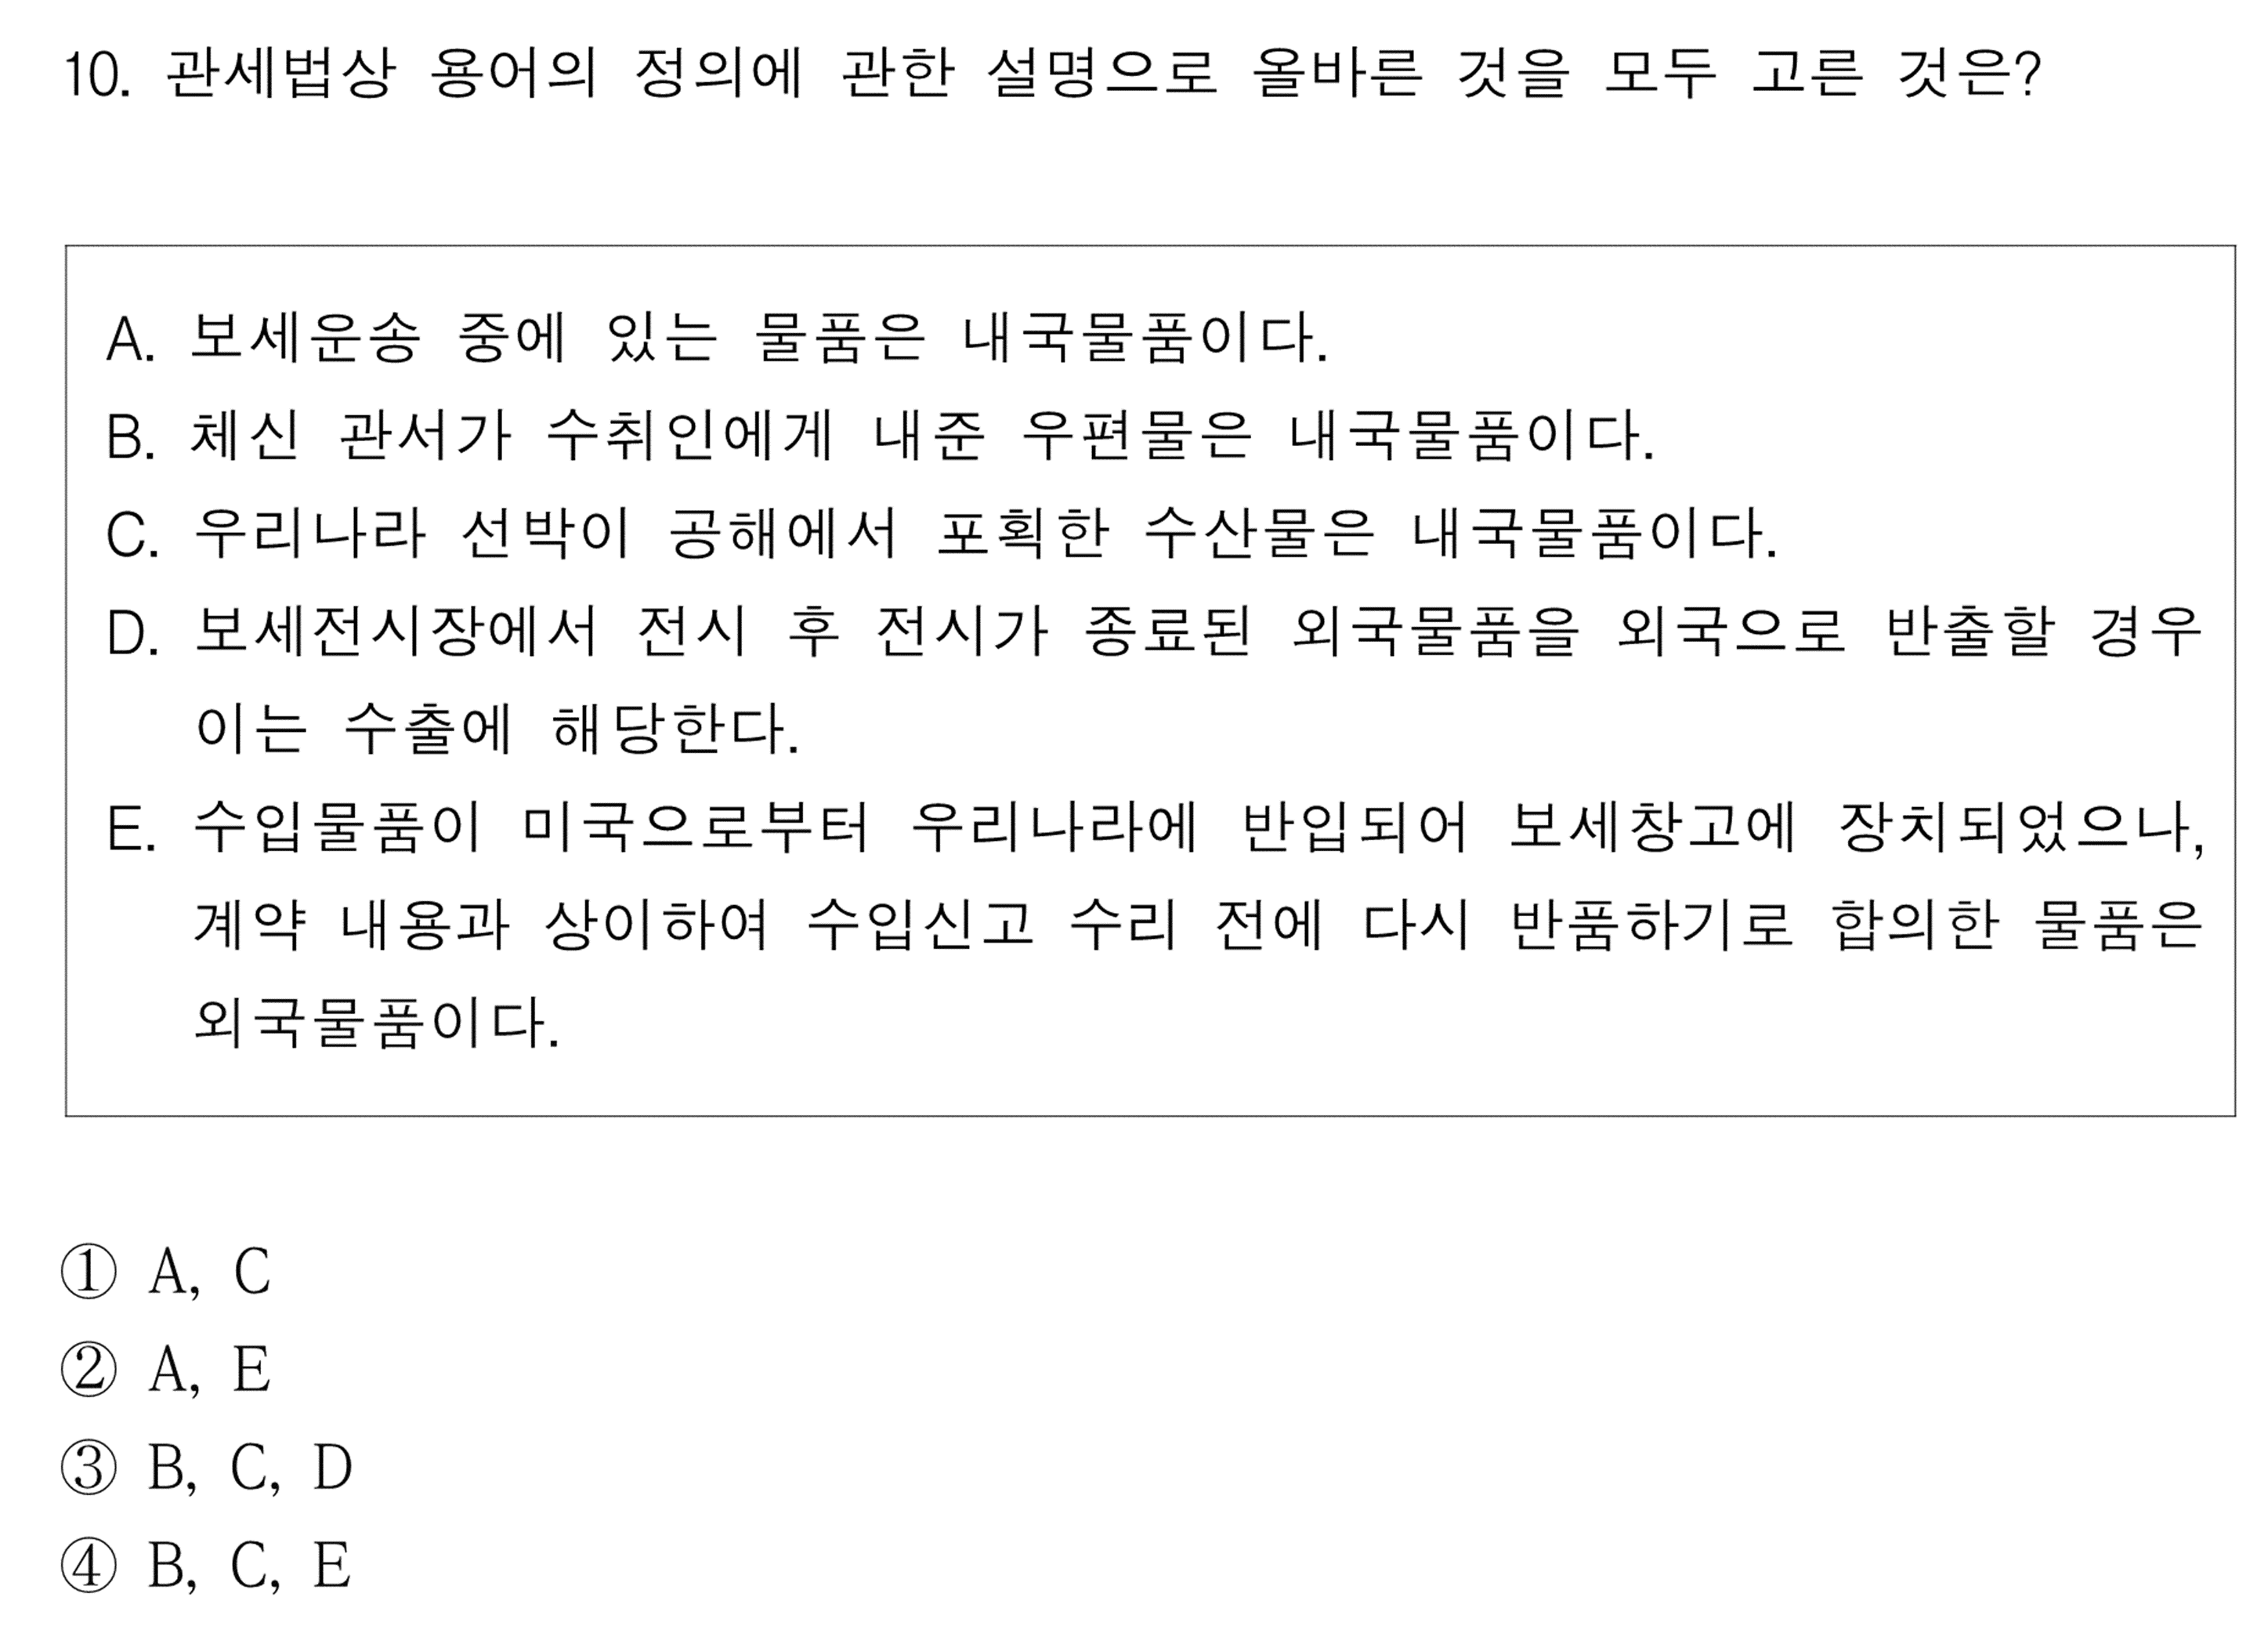 10. 관세법상 용어의 정의에 관한 설명으로 올바른 것을 모두 고른 것은?
A. 보세운송 중에 있는 물품은 내국물품이다.
B. 체신 관서가 수취인에게 내준 우편물은 내국물품이다.
C. 우리나라 선박이 공해에서 포획한 수산물은 내국물품이다.
D. 보세전시장에서 전시 후 전시가 종료된 외국물품을 외국으로 반출할 경우
이는 수출에 해당한다.
E. 수입물품이 미국으로부터 우리나라에 반입되어 보세창고에 장치되었으나,
계약 내용과 상이하여 수입신고 수리 전에 다시 반품하기로 합의한 물품은
외국물품이다.
① A, C
② A, E
③ B, C, D
④ B, C, E